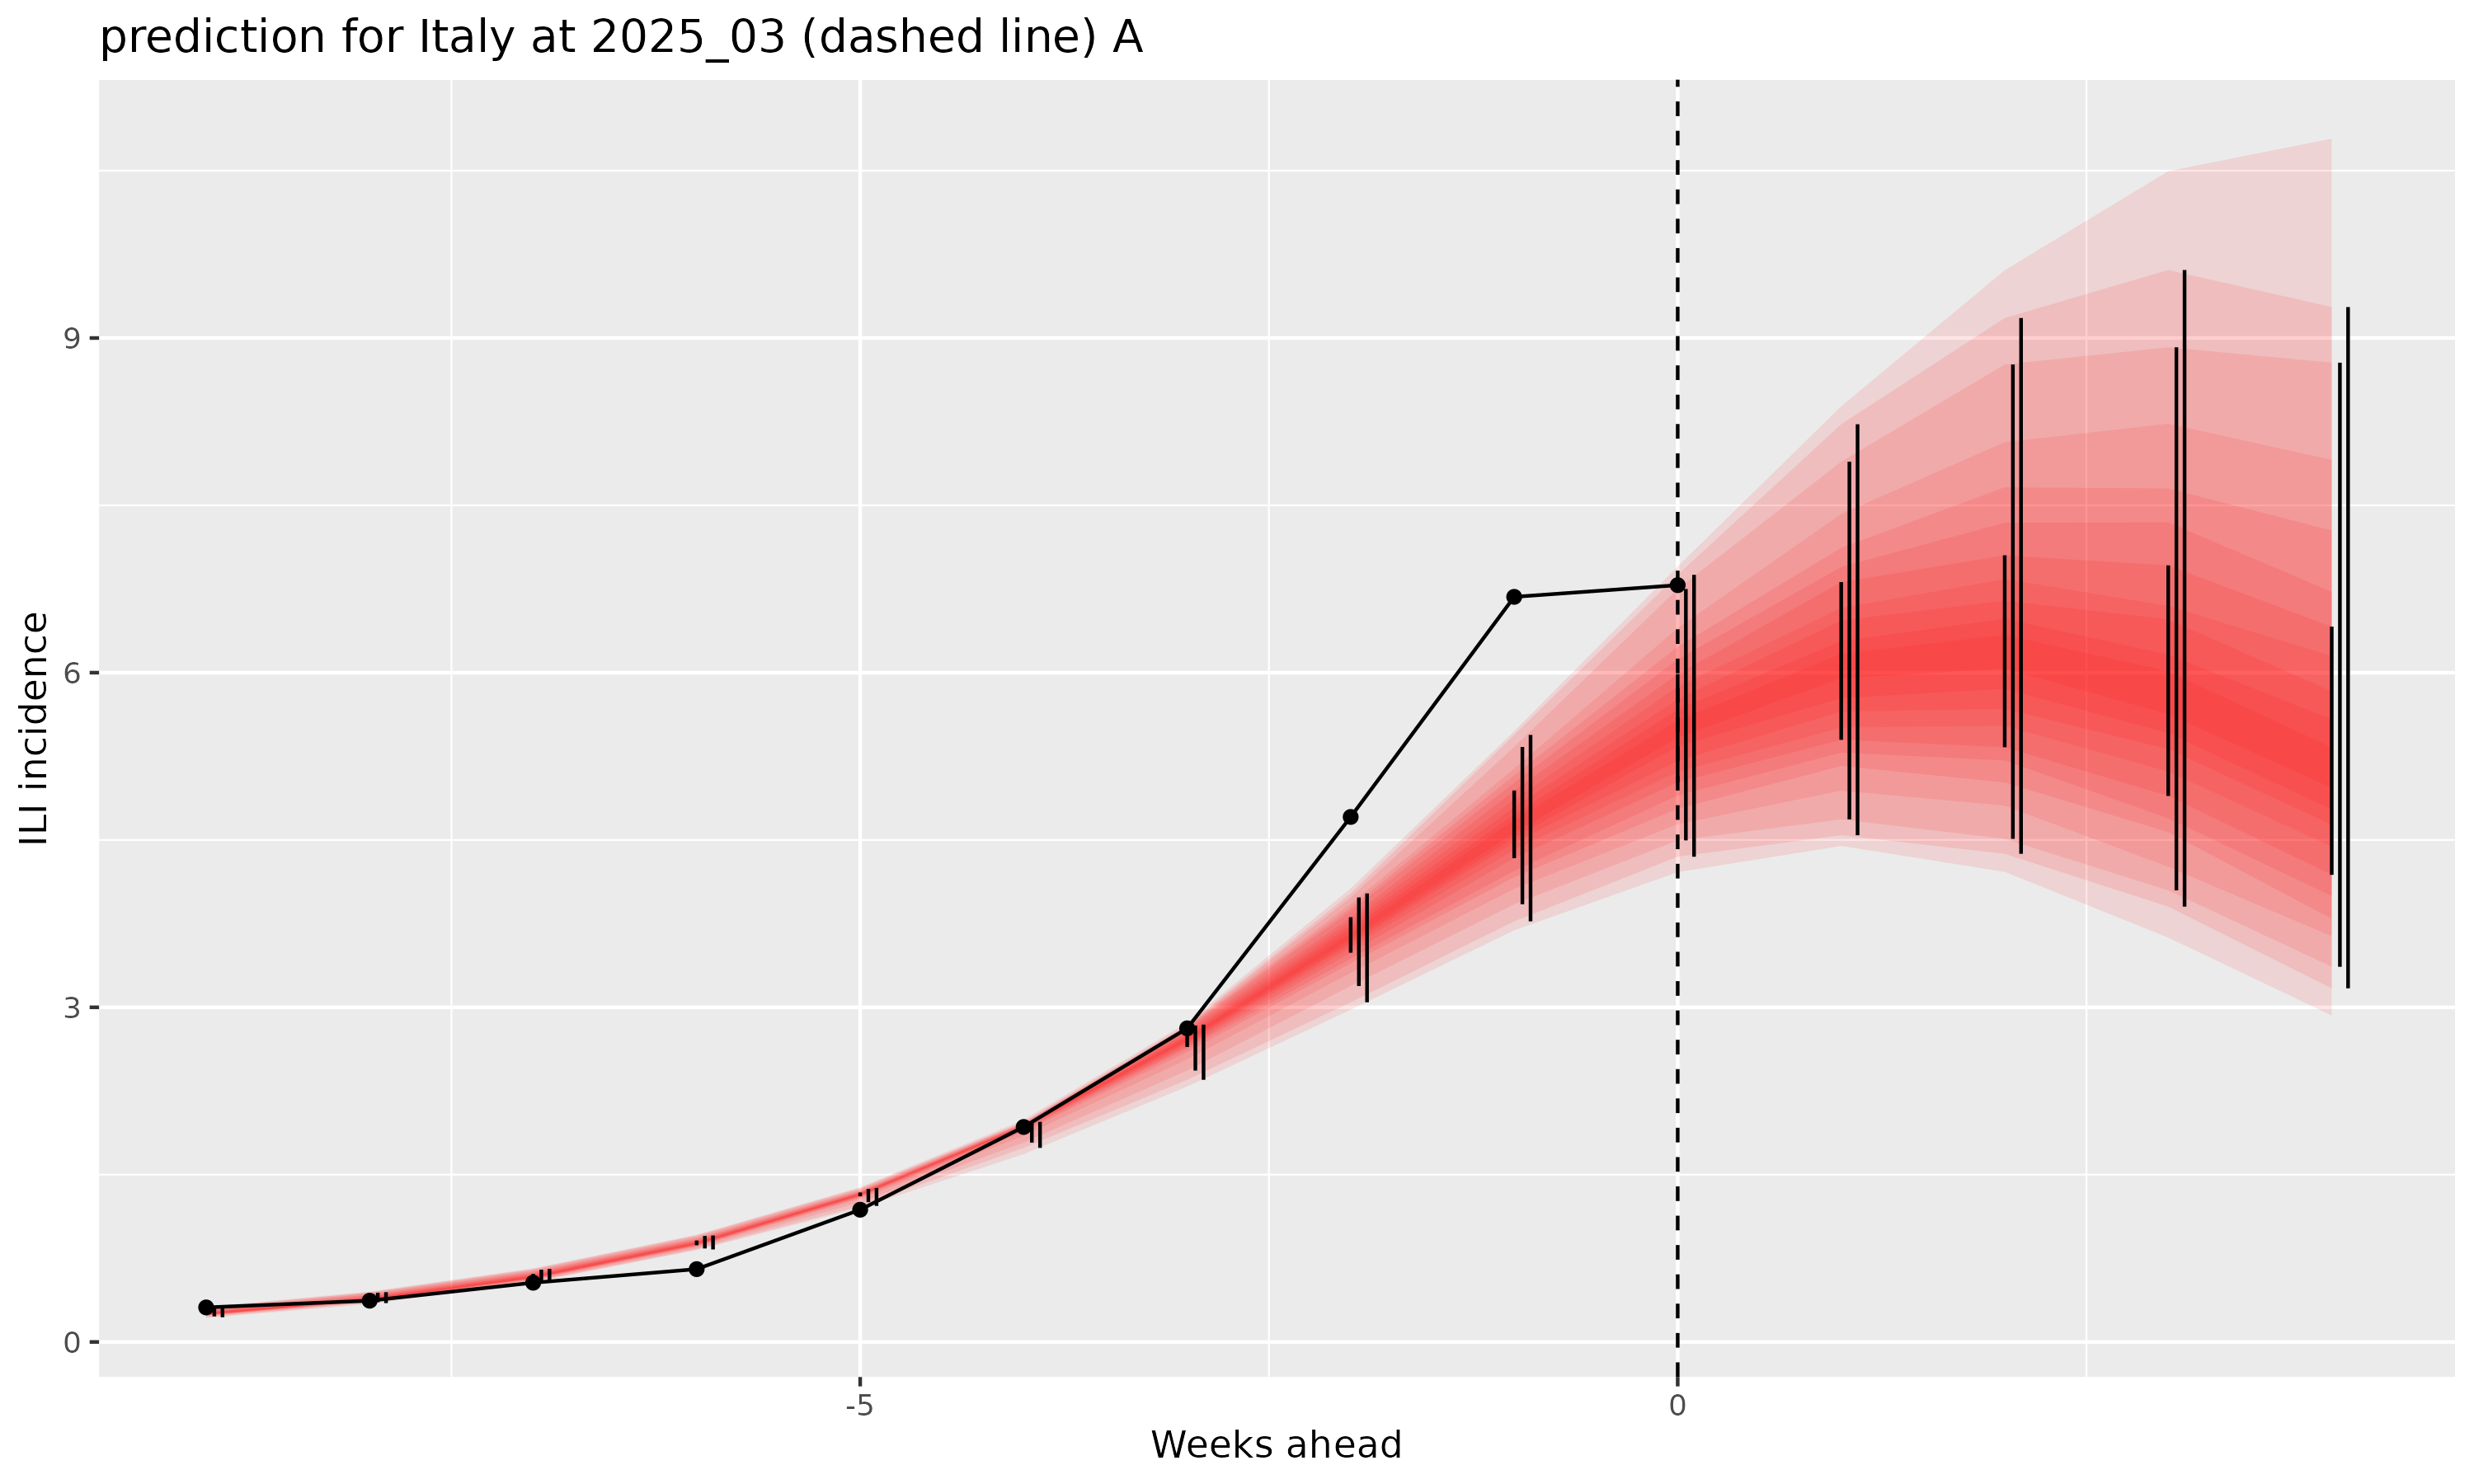 prediction for Italy at 2025_03 (dashed line) A
ILI incidence
9
6
3
0
-5
0
Weeks ahead